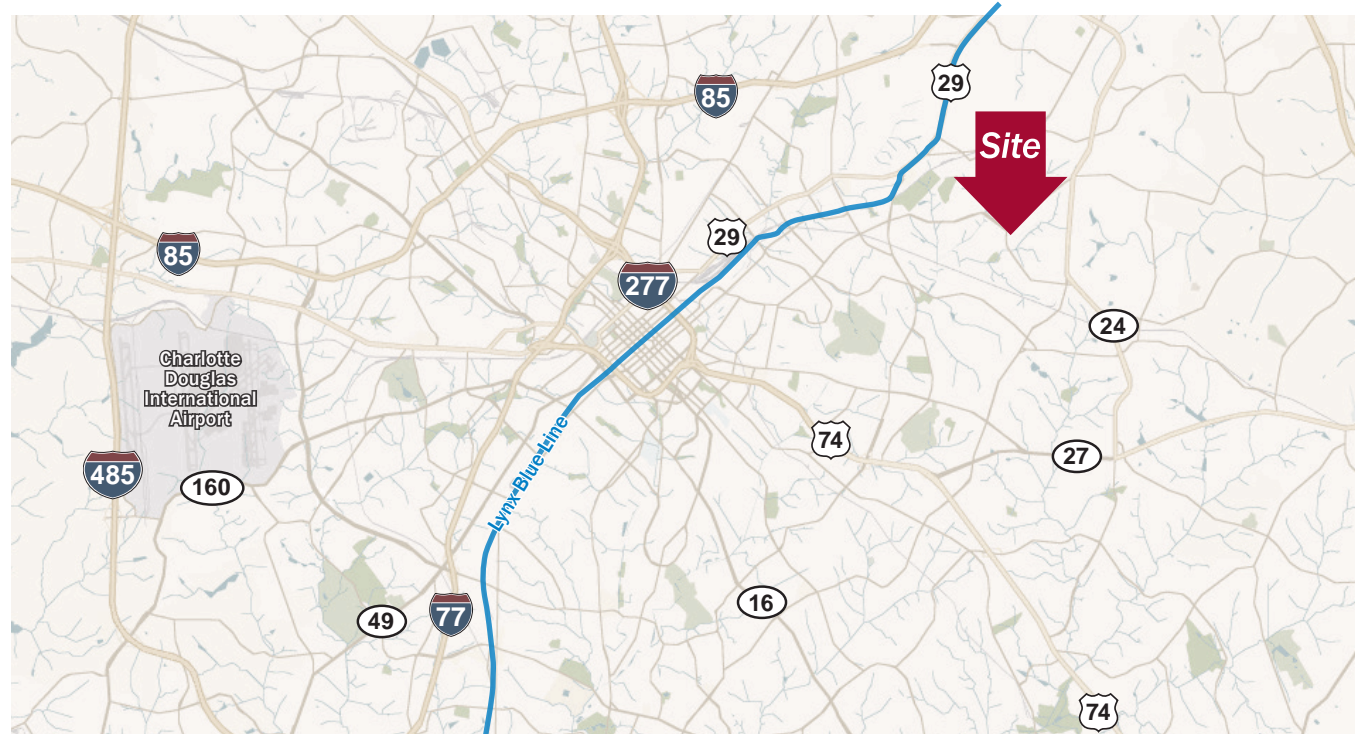 29
85
Site
29
85
277
24
Charlotte
Douglas
International
Airport
74
27
485
160
Lynx Blue Line
16
77
49
74